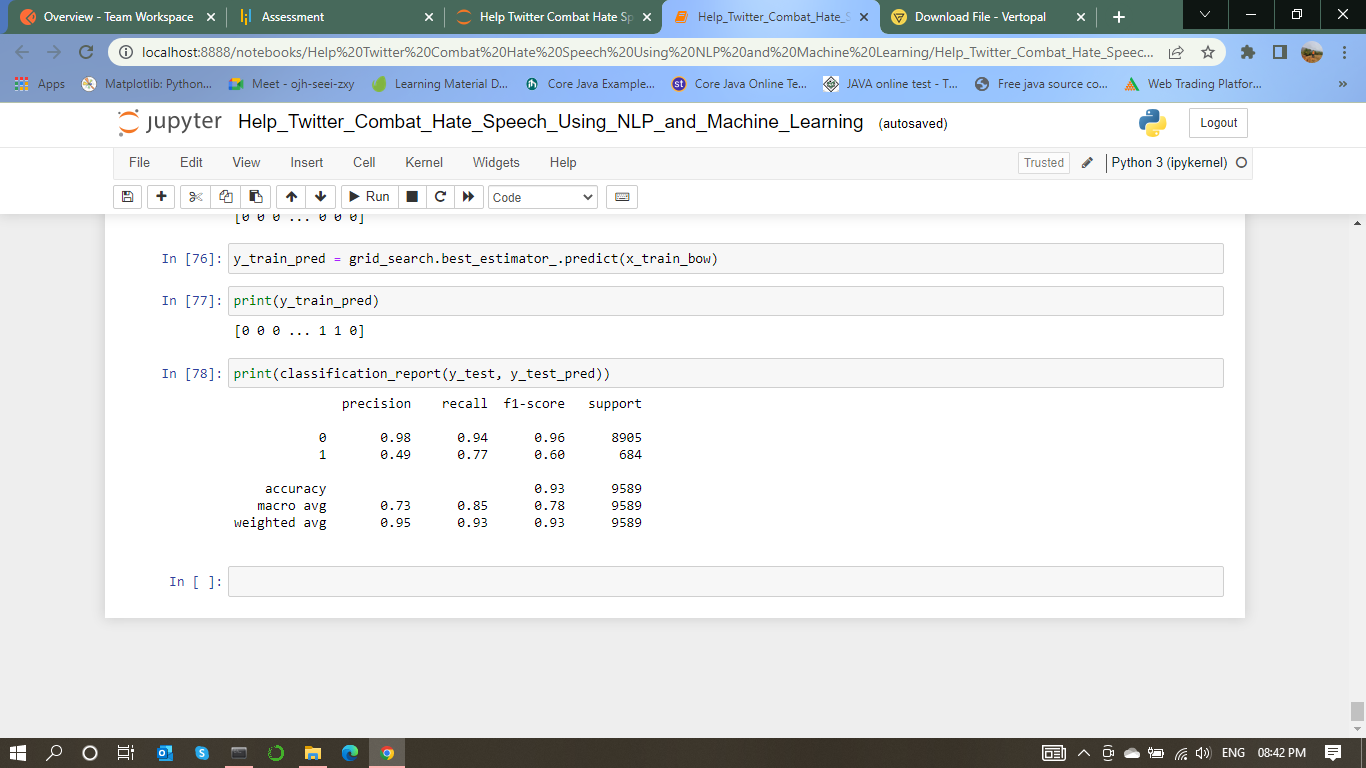 Overview - Team Workspace
Assessment
Help Twitter Combat Hate Sp
Help_Twitter_Combat_Hate_S
Download File - Vertopal
localhost:8888/notebooks/Help%20Twitter%20Combat%20Hate%20Speech%20Using%20NLP%20and%20Machine%20Learning/Help_Twitter_Combat_Hate_Speec...
Apps
Matplotlib: Python...
Meet - ojh-seei-zxy
Learning Material D...
Core Java Example...
st Core Java Online Te...
JAVA online test - T...
Free java source co...
Web Trading Platfor...
»
jupyter Help_Twitter_Combat_Hate_Speech_Using_NLP_and_Machine_Learning (autosaved)
Logout
File Edit View Insert Cell Kernel Widgets Help
Trusted
Python 3 (ipykernel)
Run
Code
[0 0 0 ... 0 0 0]
In [76]: y_train_pred = grid_search.best_estimator_.predict(x_train_bow)
In [77]: print(y_train_pred)
[0 0 0 ... 1 1 0]
In [78]: print(classification_report(y_test, y_test_pred))
precision recall f1-score support
0 0.98 0.94 0.96 8905
1 0.49 0.77 0.60 684
accuracy 0.93 9589
macro avg 0.73 0.85 0.78 9589
weighted avg 0.95 0.93 0.93 9589
In [ ]:
ENG 08:42 PM